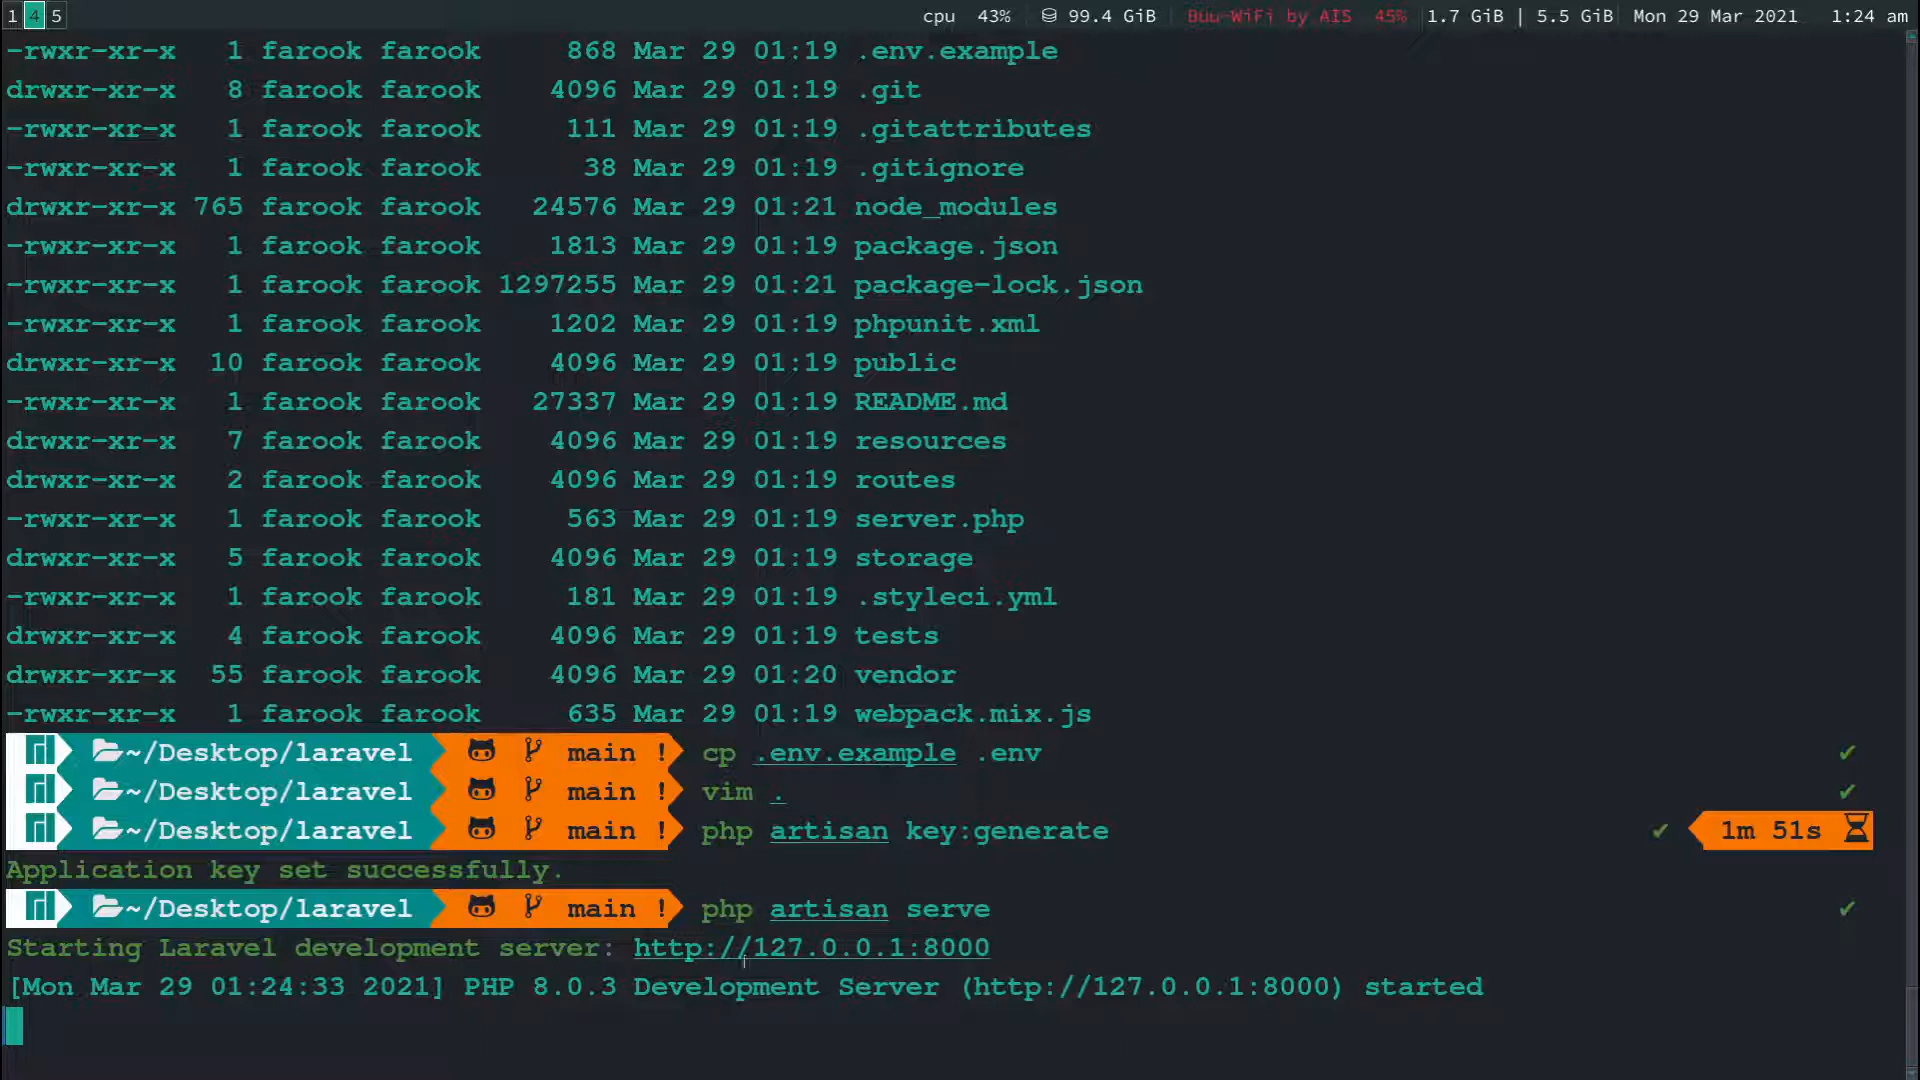 1 4 5 cpu 43% 99.4 GiB Buu-WiFi by AIS 45% 1.7 GiB | 5.5 GiB Mon 29 Mar 2021 1:24 am
-rwxr-xr-x 1 farook farook 868 Mar 29 01:19 .env.example
drwxr-xr-x 8 farook farook 4096 Mar 29 01:19 .git
-rwxr-xr-x 1 farook farook 111 Mar 29 01:19 .gitattributes
-rwxr-xr-x 1 farook farook 38 Mar 29 01:19 .gitignore
drwxr-xr-x 765 farook farook 24576 Mar 29 01:21 node_modules
-rwxr-xr-x 1 farook farook 1813 Mar 29 01:19 package.json
-rwxr-xr-x 1 farook farook 1297255 Mar 29 01:21 package-lock.json
-rwxr-xr-x 1 farook farook 1202 Mar 29 01:19 phpunit.xml
drwxr-xr-x 10 farook farook 4096 Mar 29 01:19 public
-rwxr-xr-x 1 farook farook 27337 Mar 29 01:19 README.md
drwxr-xr-x 7 farook farook 4096 Mar 29 01:19 resources
drwxr-xr-x 2 farook farook 4096 Mar 29 01:19 routes
-rwxr-xr-x 1 farook farook 563 Mar 29 01:19 server.php
drwxr-xr-x 5 farook farook 4096 Mar 29 01:19 storage
-rwxr-xr-x 1 farook farook 181 Mar 29 01:19 .styleci.yml
drwxr-xr-x 4 farook farook 4096 Mar 29 01:19 tests
drwxr-xr-x 55 farook farook 4096 Mar 29 01:20 vendor
-rwxr-xr-x 1 farook farook 635 Mar 29 01:19 webpack.mix.js
~/Desktop/laravel main ! cp .env.example .env ✔
~/Desktop/laravel main ! vim . ✔
~/Desktop/laravel main ! php artisan key:generate ✔ 1m 51s
Application key set successfully.
~/Desktop/laravel main ! php artisan serve ✔
Starting Laravel development server: http://127.0.0.1:8000
[Mon Mar 29 01:24:33 2021] PHP 8.0.3 Development Server (http://127.0.0.1:8000) started